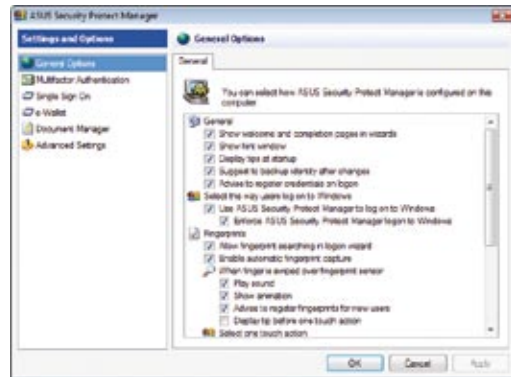 ASUS Security Protect Manager
Settings and Options
General Options
Multifactor Authentication
Single Sign On
e-Wallet
Document Manager
Advanced Settings
General Options
General
You can select how ASUS Security Protect Manager is configured on this
computer
General
Show welcome and completion pages in wizards
Show hint window
Display tips at startup
Suggest to backup identity after changes
Advise to register credentials on logon
Select the way users log on to Windows
Use ASUS Security Protect Manager to log on to Windows
Enforce ASUS Security Protect Manager logon to Windows
Fingerprints
Allow fingerprint searching in logon wizard
Enable automatic fingerprint capture
When finger is swiped over fingerprint sensor
Play sound
Show animation
Advise to register fingerprints for new users
Display tip before one touch action
Select one touch action
OK
Cancel
Apply